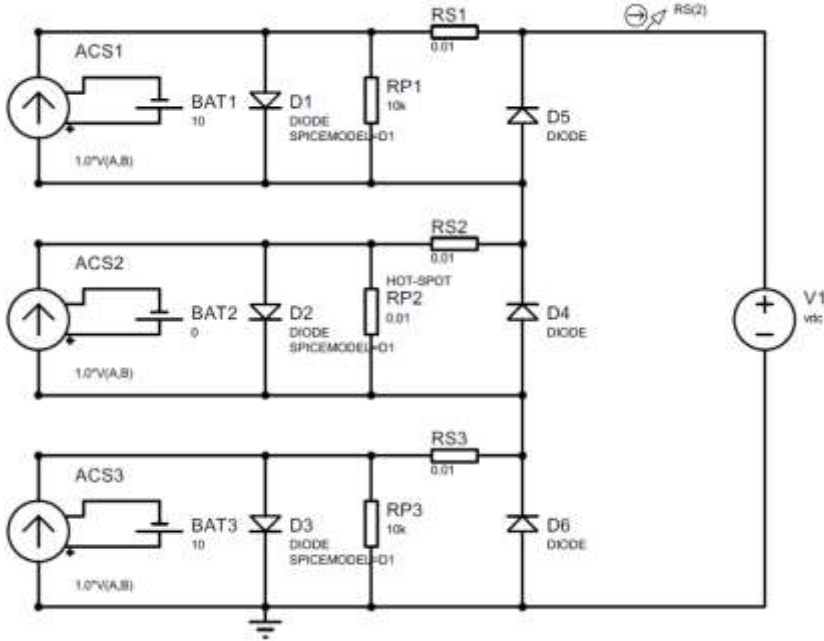 RS1
0.01
RS(2)
ACS1
BAT1
10
1.0*V(A,B)
D1
DIODE
SPICEMODEL=D1
RP1
10k
D5
DIODE
RS2
0.01
ACS2
BAT2
0
1.0*V(A,B)
D2
DIODE
SPICEMODEL=D1
HOT-SPOT
RP2
0.01
D4
DIODE
V1
vdc
+
−
RS3
0.01
ACS3
BAT3
10
1.0*V(A,B)
D3
DIODE
SPICEMODEL=D1
RP3
10k
D6
DIODE